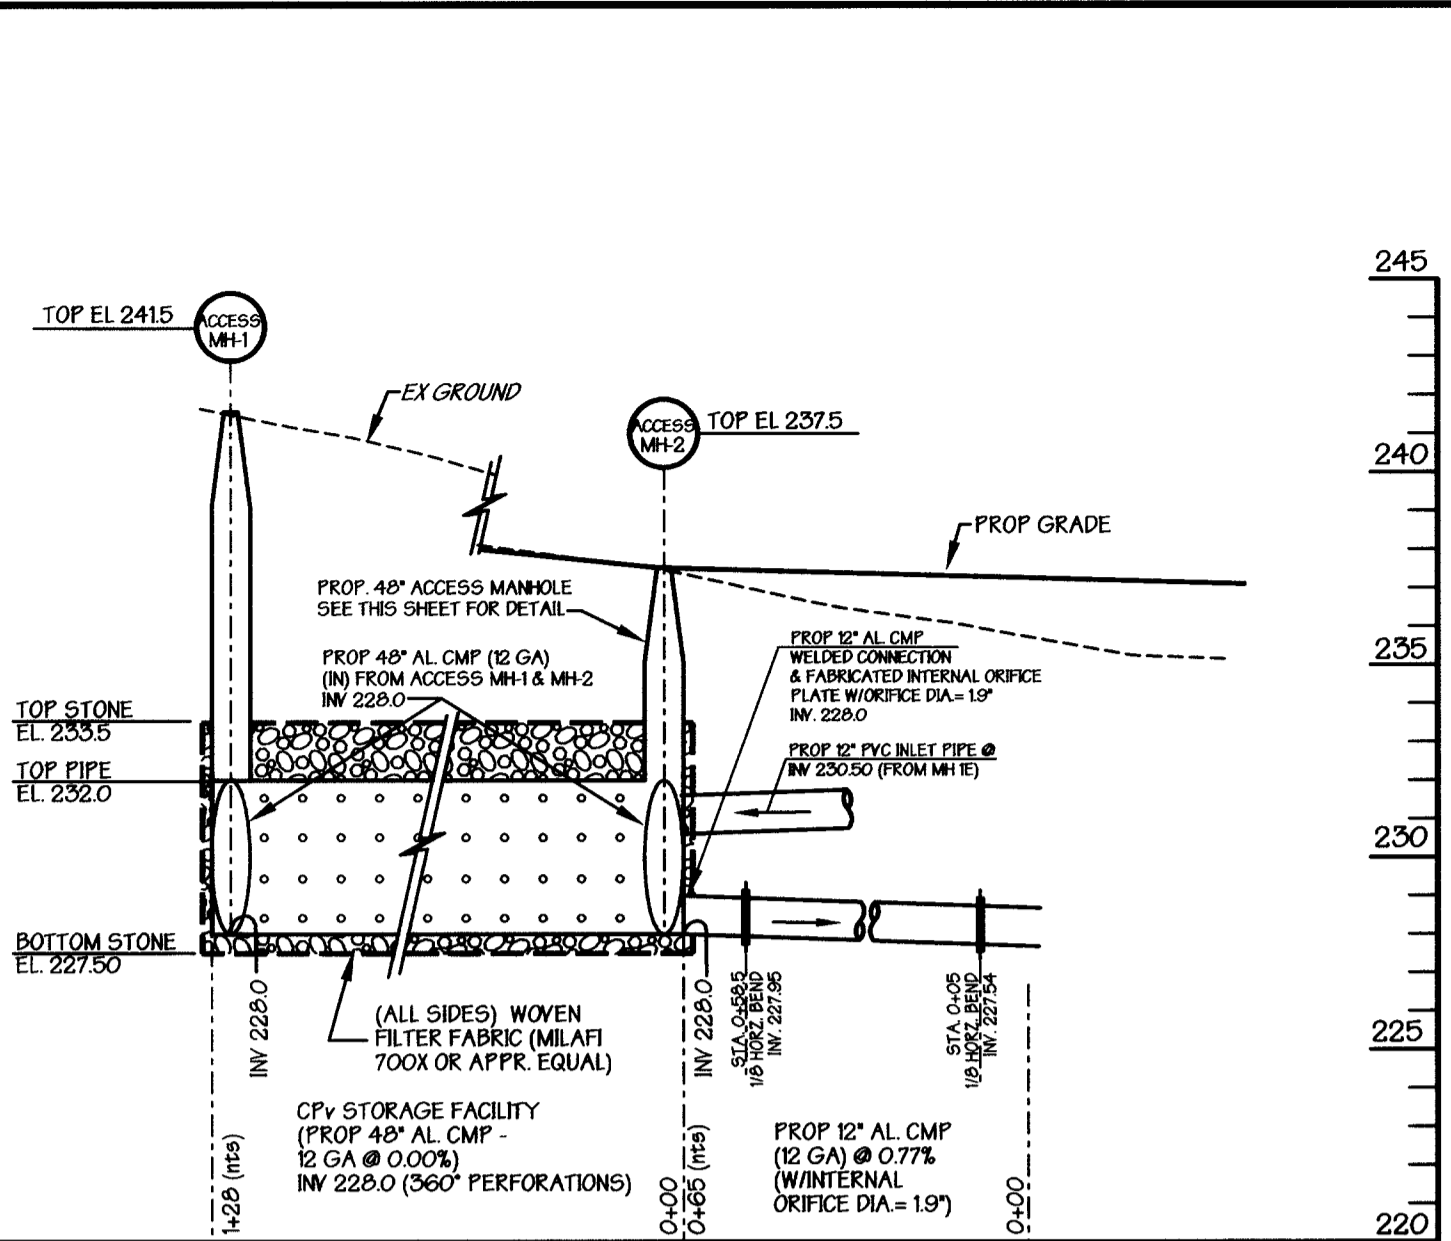 245
TOP EL 241.5
ACCESS
MH-1
EX GROUND
ACCESS
MH-2
TOP EL 237.5
240
PROP GRADE
PROP. 48" ACCESS MANHOLE
SEE THIS SHEET FOR DETAIL
PROP 12" AL. CMP
WELDED CONNECTION
& FABRICATED INTERNAL ORIFICE
PLATE W/ORIFICE DIA.= 1.9"
INV. 228.0
235
PROP 48" AL. CMP (12 GA)
(IN) FROM ACCESS MH-1 & MH-2
INV 228.0
TOP STONE
EL. 233.5
PROP 12" PVC INLET PIPE @
INV 230.50 (FROM MH 1E)
TOP PIPE
EL. 232.0
230
BOTTOM STONE
EL. 227.50
INV 228.0
(ALL SIDES) WOVEN
FILTER FABRIC (MILAFI
700X OR APPR. EQUAL)
INV 228.0
STA. 0+58.5
1/8 HORZ. BEND
INV. 227.95
STA. 0+05
1/8 HORZ. BEND
INV. 227.54
225
CPv STORAGE FACILITY
(PROP 48" AL. CMP -
12 GA @ 0.00%)
INV 228.0 (360° PERFORATIONS)
PROP 12" AL. CMP
(12 GA) @ 0.77%
(W/INTERNAL
ORIFICE DIA.= 1.9")
1+28 (nts)
0+00
0+65 (nts)
0+00
220